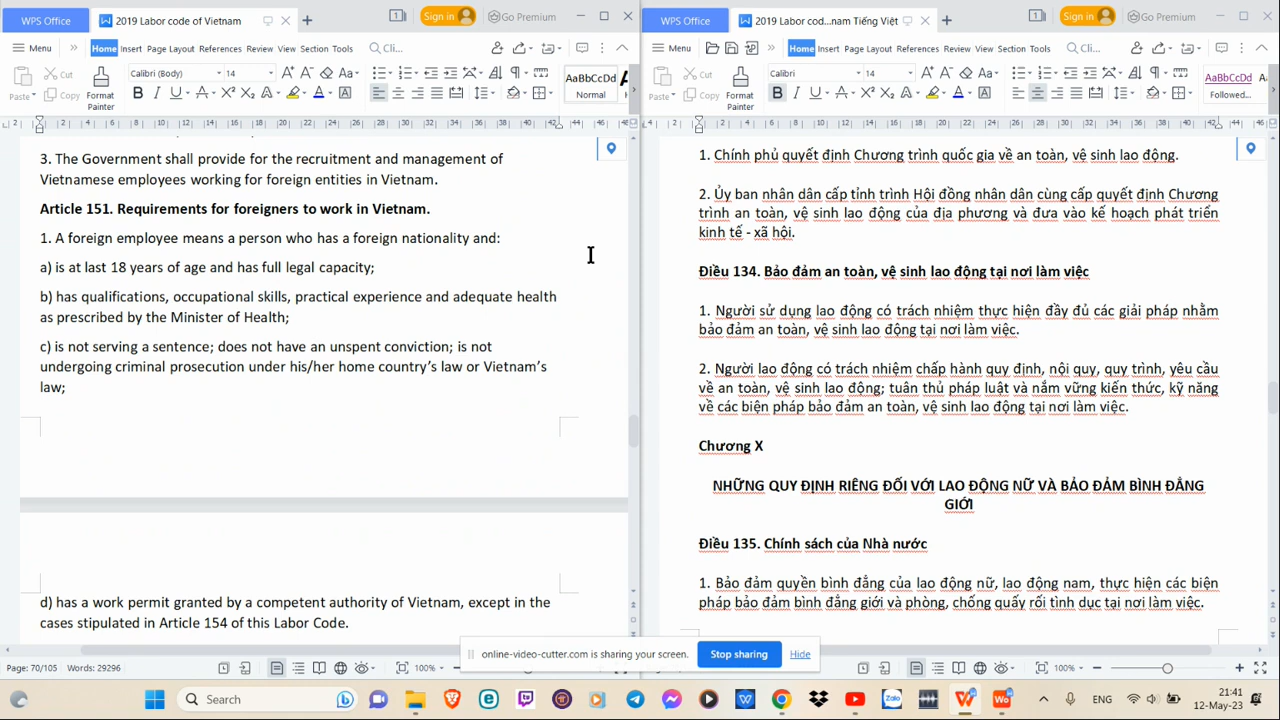 WPS Office
2019 Labor code of Vietnam
Sign in
Go Premium
Menu
Home Insert Page Layout References Review View Section Tools
Cli...
Paste
Cut
Copy
Format
Painter
Calibri (Body)
14
AaBbCcDd
Normal
3. The Government shall provide for the recruitment and management of
Vietnamese employees working for foreign entities in Vietnam.
Article 151. Requirements for foreigners to work in Vietnam.
1. A foreign employee means a person who has a foreign nationality and:
a) is at last 18 years of age and has full legal capacity;
b) has qualifications, occupational skills, practical experience and adequate health
as prescribed by the Minister of Health;
c) is not serving a sentence; does not have an unspent conviction; is not
undergoing criminal prosecution under his/her home country’s law or Vietnam’s
law;
d) has a work permit granted by a competent authority of Vietnam, except in the
cases stipulated in Article 154 of this Labor Code.
Page: 70/103 Words: 29296
100%
WPS Office
2019 Labor cod...nam Tiếng Việt
Sign in
Go Premium
Menu
Home Insert Page Layout References Review View Section Tools
Cli...
Paste
Cut
Copy
Format
Painter
Calibri
14
AaBbCcDd
Followed...
1. Chính phủ quyết định Chương trình quốc gia về an toàn, vệ sinh lao động.
2. Ủy ban nhân dân cấp tỉnh trình Hội đồng nhân dân cùng cấp quyết định Chương
trình an toàn, vệ sinh lao động của địa phương và đưa vào kế hoạch phát triển
kinh tế - xã hội.
Điều 134. Bảo đảm an toàn, vệ sinh lao động tại nơi làm việc
1. Người sử dụng lao động có trách nhiệm thực hiện đầy đủ các giải pháp nhằm
bảo đảm an toàn, vệ sinh lao động tại nơi làm việc.
2. Người lao động có trách nhiệm chấp hành quy định, nội quy, quy trình, yêu cầu
về an toàn, vệ sinh lao động; tuân thủ pháp luật và nắm vững kiến thức, kỹ năng
về các biện pháp bảo đảm an toàn, vệ sinh lao động tại nơi làm việc.
Chương X
NHỮNG QUY ĐỊNH RIÊNG ĐỐI VỚI LAO ĐỘNG NỮ VÀ BẢO ĐẢM BÌNH ĐẲNG
GIỚI
Điều 135. Chính sách của Nhà nước
1. Bảo đảm quyền bình đẳng của lao động nữ, lao động nam, thực hiện các biện
pháp bảo đảm bình đẳng giới và phòng, chống quấy rối tình dục tại nơi làm việc.
100%
online-video-cutter.com is sharing your screen.
Stop sharing
Hide
Search
ENG
21:41
12-May-23